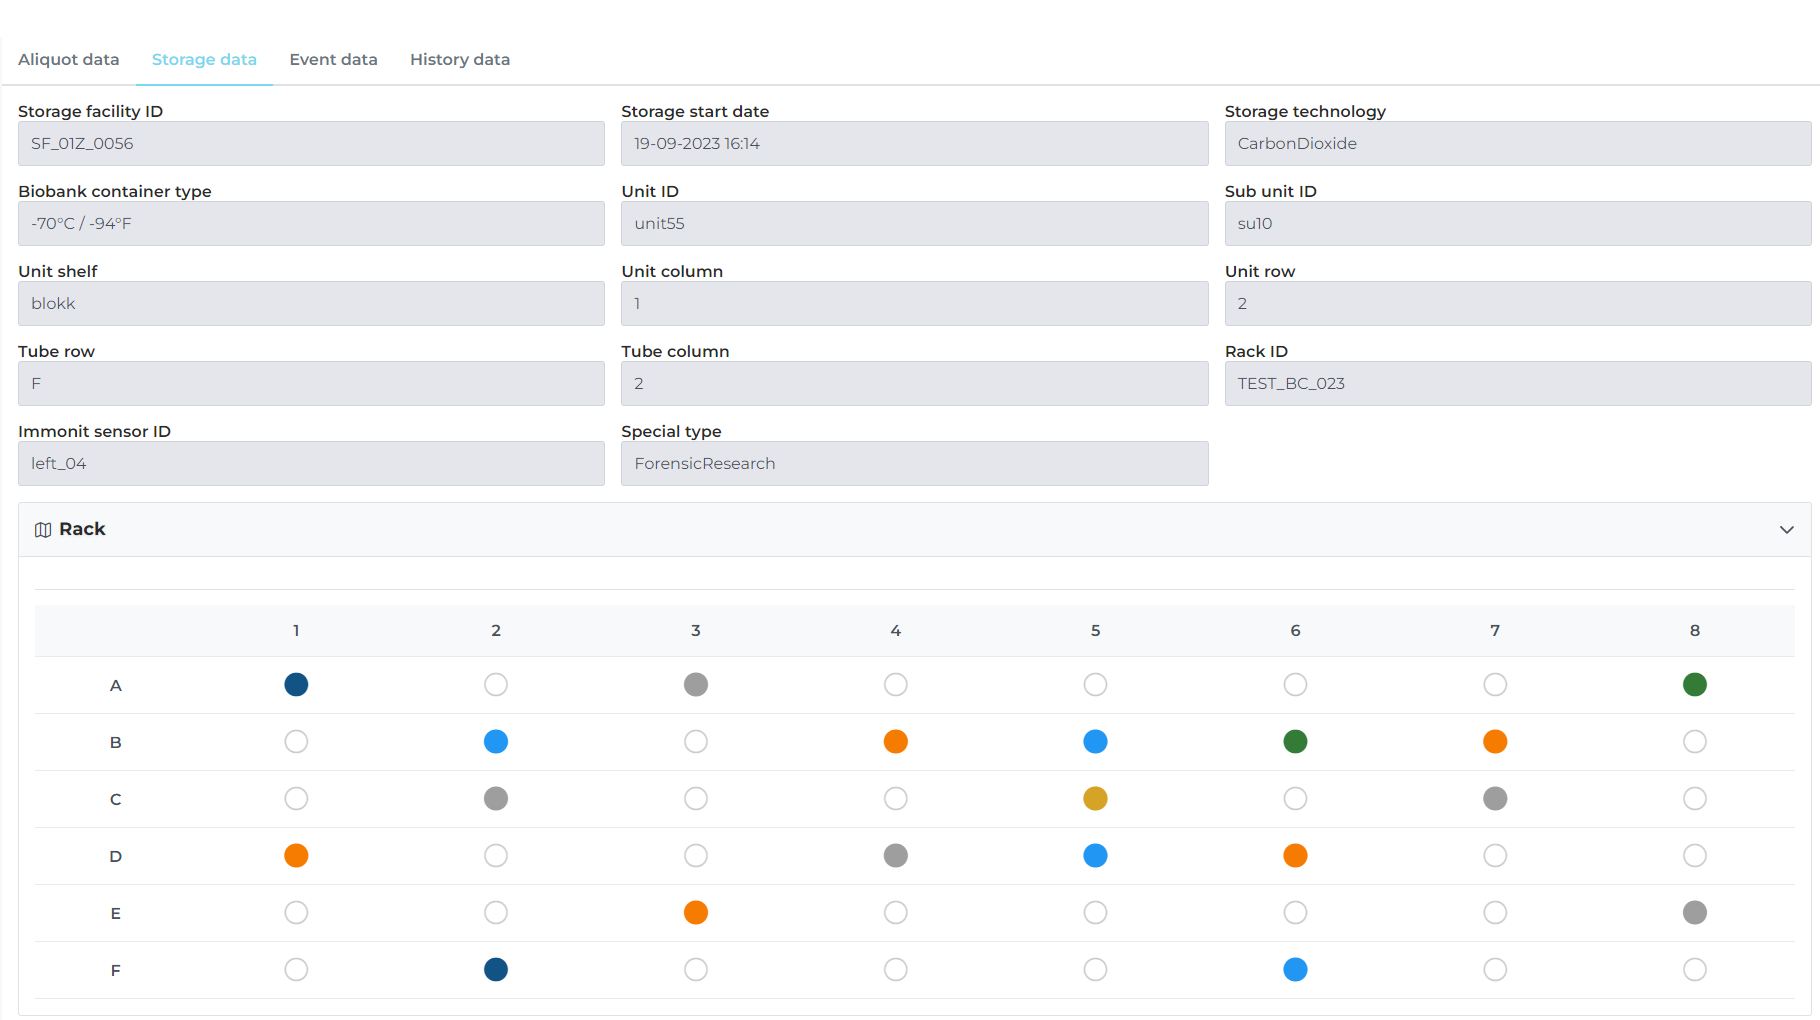 Aliquot data Storage data Event data History data
Storage facility ID Storage start date Storage technology
SF_01Z_0056 19-09-2023 16:14 CarbonDioxide
Biobank container type Unit ID Sub unit ID
-70°C / -94°F unit55 su10
Unit shelf Unit column Unit row
blokk 1 2
Tube row Tube column Rack ID
F 2 TEST_BC_023
Immonit sensor ID Special type
left_04 ForensicResearch
Rack
1 2 3 4 5 6 7 8
A
B
C
D
E
F